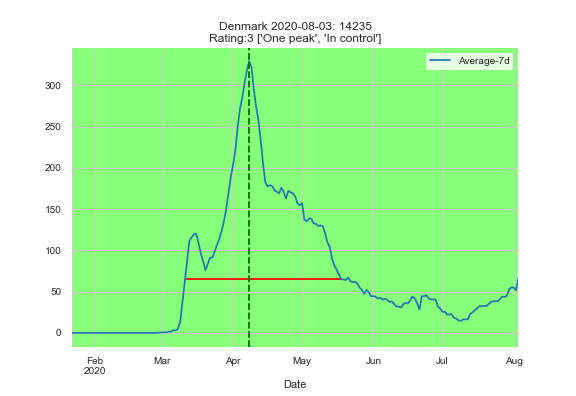 Denmark 2020-08-03: 14235
Rating:3 ['One peak', 'In control']
Average-7d
300
250
200
150
100
50
0
Feb Mar Apr May Jun Jul Aug
2020
Date